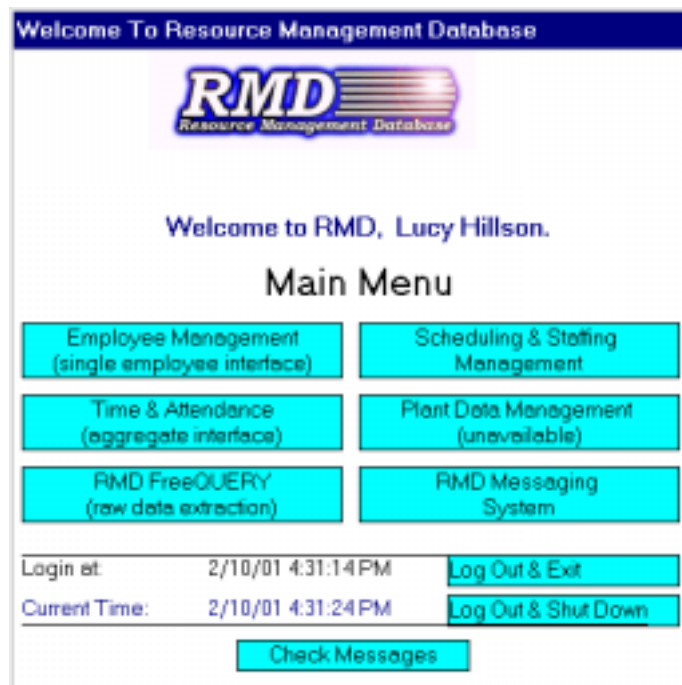 Welcome To Resource Management Database
RMD
Resource Management Database
Welcome to RMD, Lucy Hillson.
Main Menu
Employee Management
(single employee interface)
Scheduling & Staffing
Management
Time & Attendance
(aggregate interface)
Plant Data Management
(unavailable)
RMD FreeQUERY
(raw data extraction)
RMD Messaging
System
Login at: 2/10/01 4:31:14 PM
Log Out & Exit
Current Time: 2/10/01 4:31:24 PM
Log Out & Shut Down
Check Messages